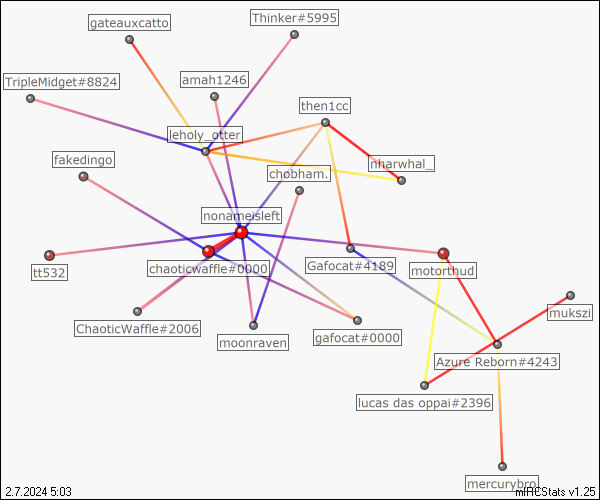 Thinker#5995
gateauxcatto
TripleMidget#8824
amah1246
then1cc
leholy_otter
fakedingo
nharwhal_
chobham.
nonameisleft
chaoticwaffle#0000
Gafocat#4189
motorthud
tt532
mukszi
ChaoticWaffle#2006
gafocat#0000
moonraven
Azure Reborn#4243
lucas das oppai#2396
mercurybro
2.7.2024 5:03
mIRCStats v1.25